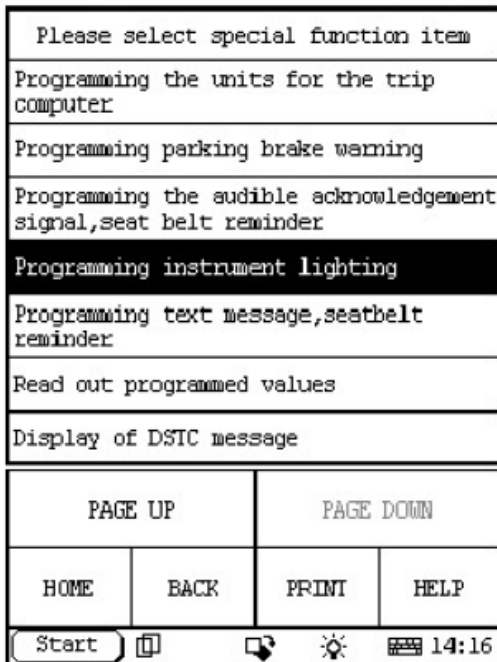 Please select special function item
Programming the units for the trip
computer
Programming parking brake warning
Programming the audible acknowledgement
signal,seat belt reminder
Programming instrument lighting
Programming text message,seatbelt
reminder
Read out programmed values
Display of DSTC message
PAGE UP PAGE DOWN
HOME BACK PRINT HELP
Start 14:16